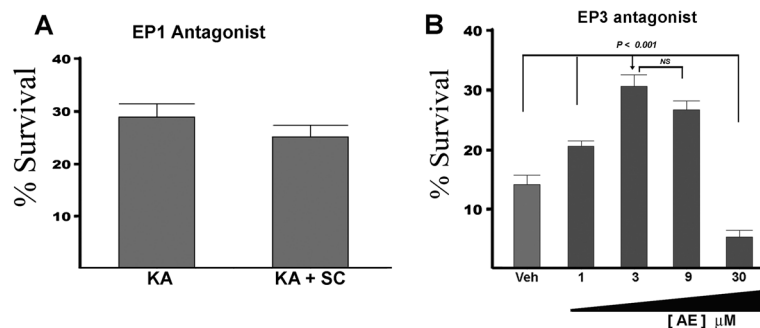 A
EP1 Antagonist
% Survival
40
30
20
10
KA
KA + SC
B
EP3 antagonist
P < 0.001
NS
% Survival
40
30
20
10
Veh
1
3
9
30
[ AE ] μM